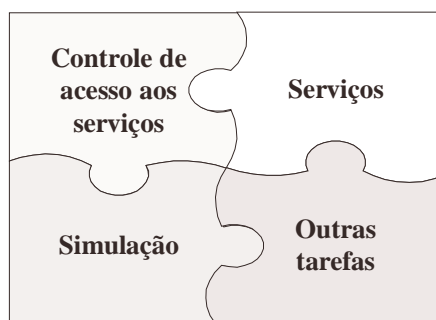 Controle de
acesso aos
serviços
Serviços
Simulação
Outras
tarefas